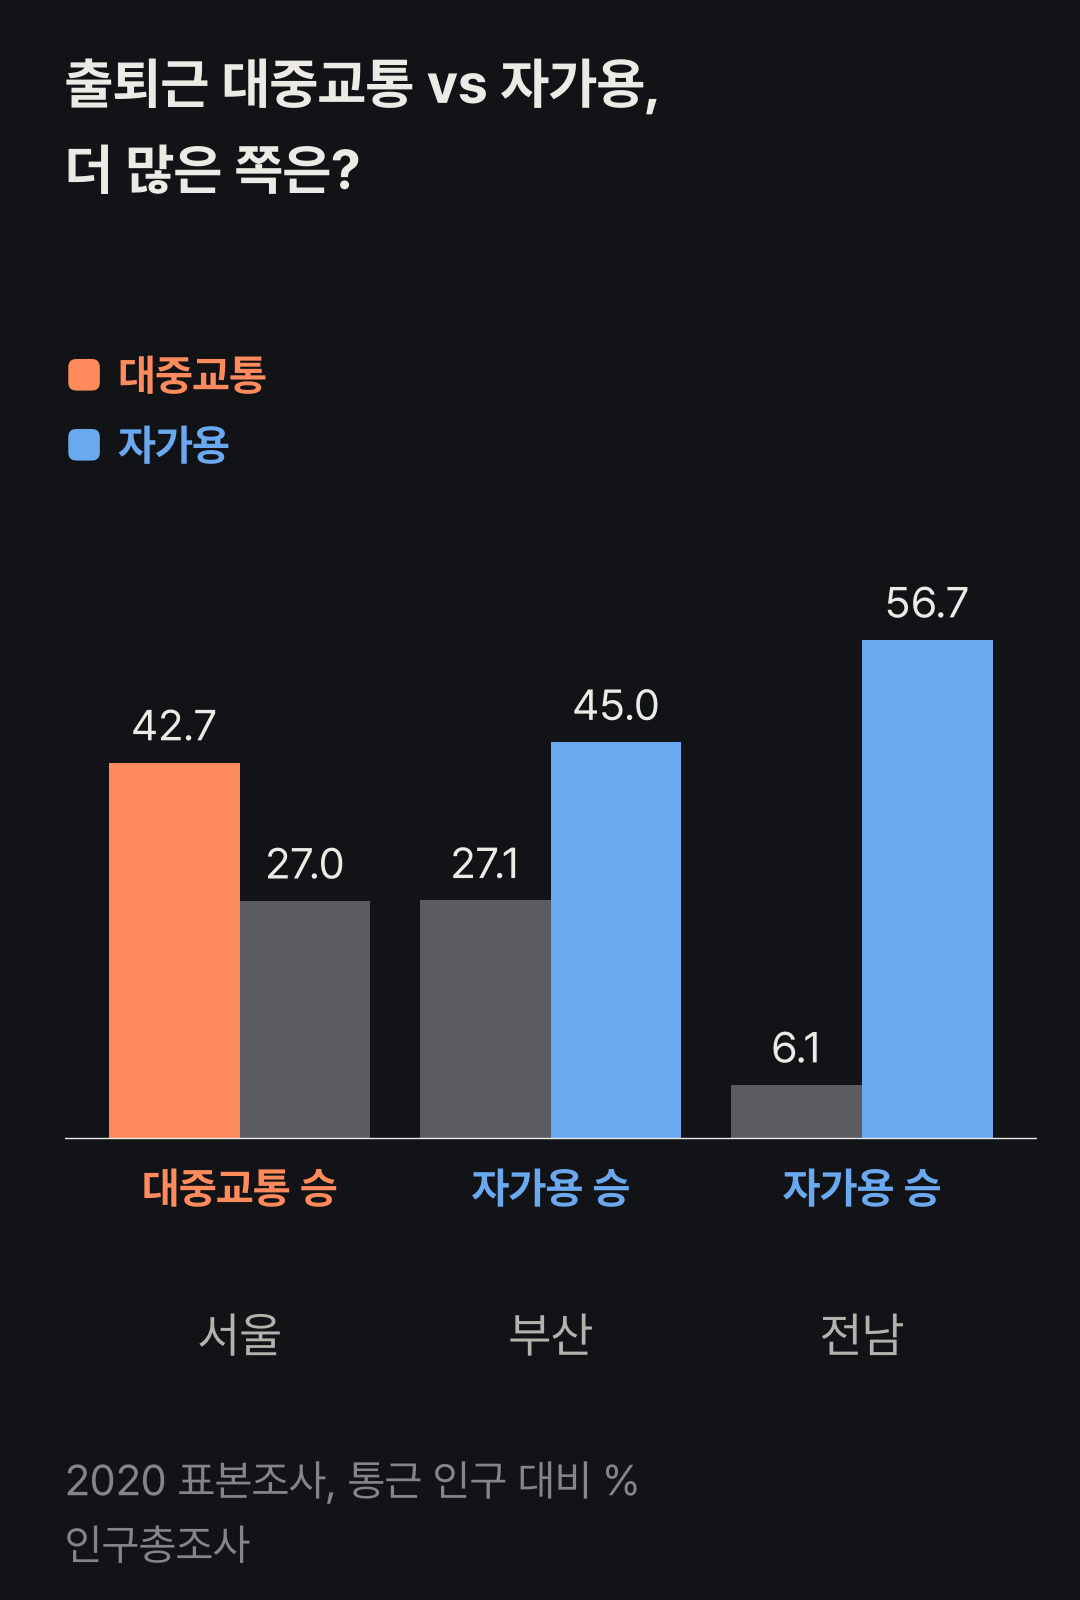 출퇴근 대중교통 vs 자가용,
더 많은 쪽은?
대중교통
자가용
42.7
27.0
27.1
45.0
6.1
56.7
대중교통 승
자가용 승
자가용 승
서울
부산
전남
2020 표본조사, 통근 인구 대비 %
인구총조사